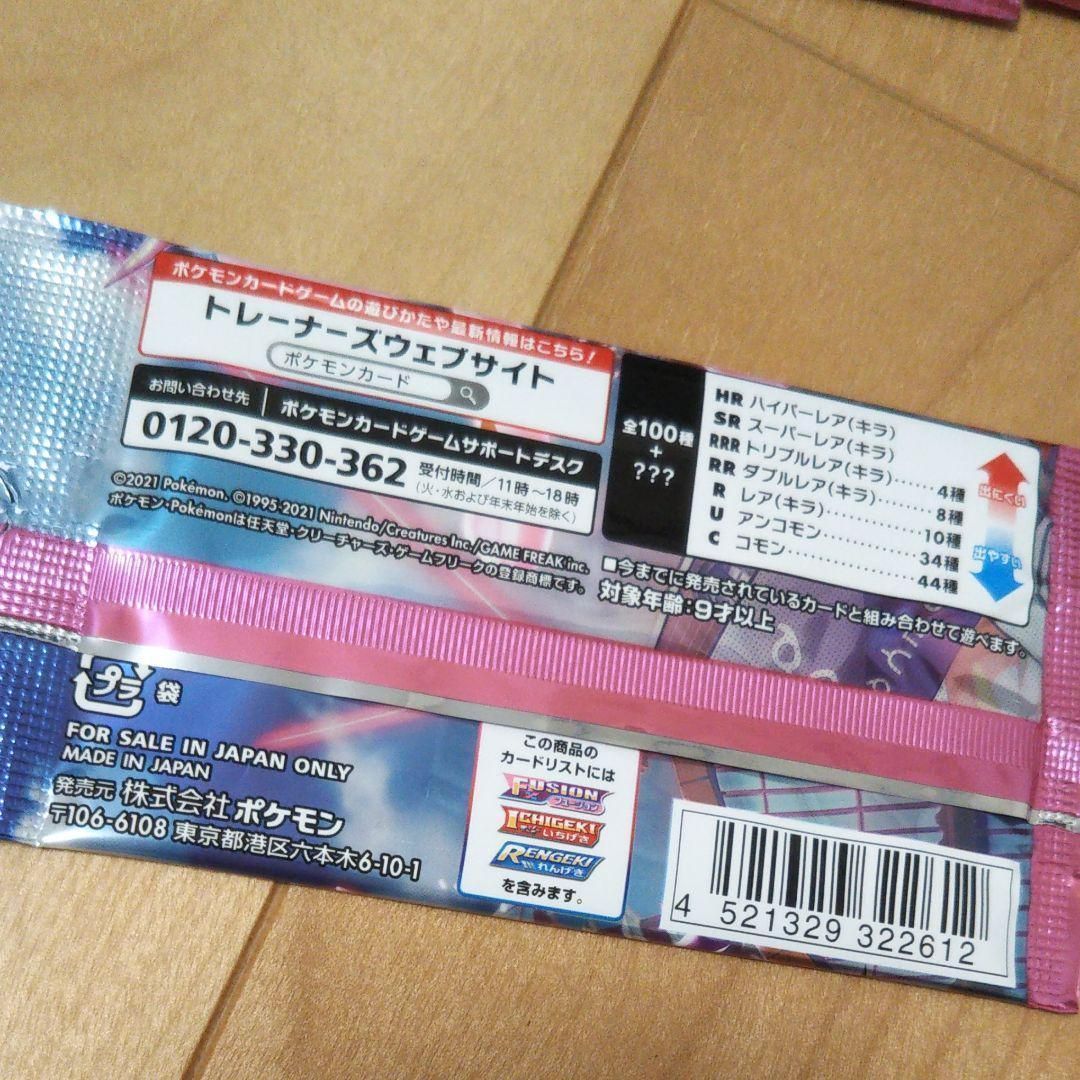 ポケモンカードゲームの遊びかたや最新情報はこちら!
トレーナーズウェブサイト
ポケモンカード
お問い合わせ先 ポケモンカードゲームサポートデスク
0120-330-362 受付時間/11時~18時
(火・水および年末年始を除く)
©2021 Pokémon. ©1995-2021 Nintendo/Creatures Inc./GAME FREAK inc.
ポケモン・Pokémonは任天堂・クリーチャーズ・ゲームフリークの登録商標です。
全100種
+
???
HR ハイパーレア(キラ)
SR スーパーレア(キラ)
RRR トリプルレア(キラ)……4種
RR ダブルレア(キラ)……8種
R レア(キラ)……10種
U アンコモン……34種
C コモン……44種
出にくい
出やすい
■今までに発売されているカードと組み合わせて遊べます。
対象年齢:9才以上
プラ 袋
FOR SALE IN JAPAN ONLY
MADE IN JAPAN
発売元 株式会社 ポケモン
〒106-6108 東京都港区六本木6-10-1
この商品の
カードリストには
FUSION
フュージョン
ICHIGEKI
いちげき
RENGEKI
れんげき
を含みます。
4 521329 322612